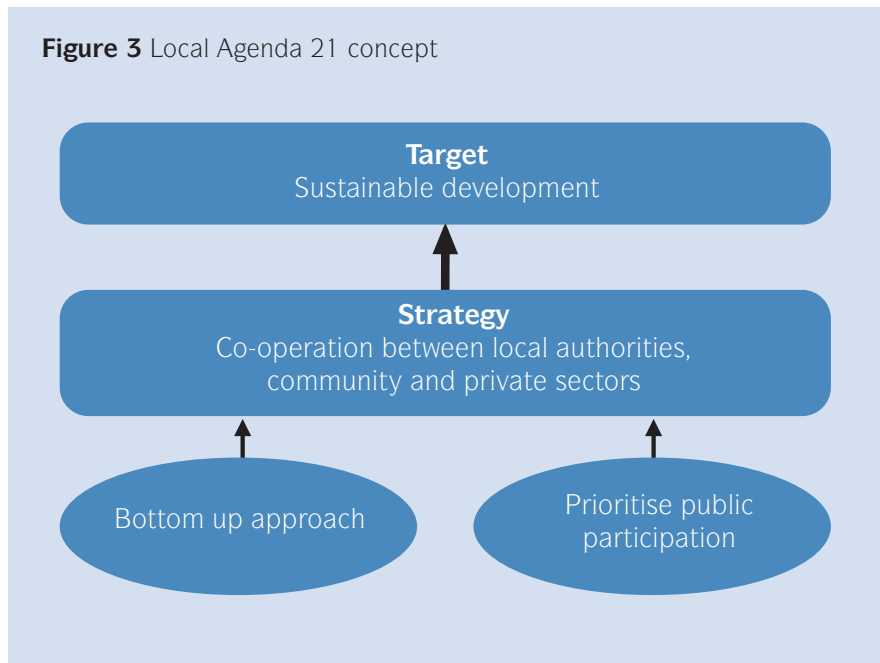 Figure 3 Local Agenda 21 concept
Target
Sustainable development
Strategy
Co-operation between local authorities,
community and private sectors
Bottom up approach
Prioritise public
participation